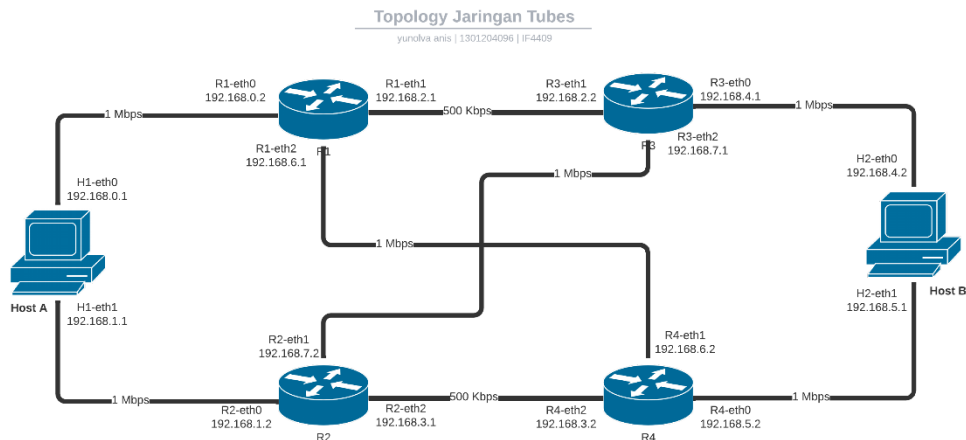 Topology Jaringan Tubes
yunolva anis | 1301204096 | IF4409
R1-eth0
192.168.0.2
R1-eth1
192.168.2.1
R3-eth1
192.168.2.2
R3-eth0
192.168.4.1
1 Mbps
500 Kbps
1 Mbps
R1-eth2
192.168.6.1
R1
R3
R3-eth2
192.168.7.1
H1-eth0
192.168.0.1
1 Mbps
H2-eth0
192.168.4.2
1 Mbps
Host A
H1-eth1
192.168.1.1
H2-eth1
192.168.5.1
Host B
R2-eth1
192.168.7.2
R4-eth1
192.168.6.2
1 Mbps
R2-eth0
192.168.1.2
R2-eth2
192.168.3.1
500 Kbps
R4-eth2
192.168.3.2
R4-eth0
192.168.5.2
1 Mbps
R2
R4